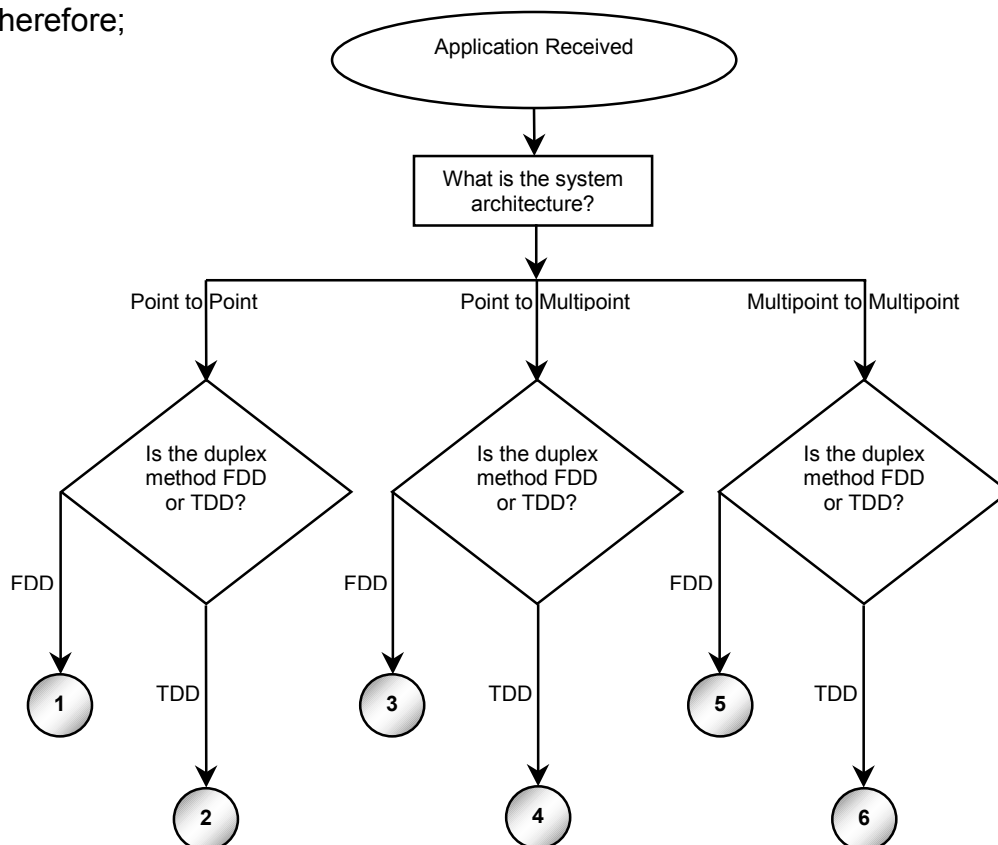 herefore;
Application Received
What is the system
architecture?
Point to Point
Point to Multipoint
Multipoint to Multipoint
Is the duplex
method FDD
or TDD?
Is the duplex
method FDD
or TDD?
Is the duplex
method FDD
or TDD?
FDD
FDD
FDD
TDD
TDD
TDD
1
3
5
2
4
6